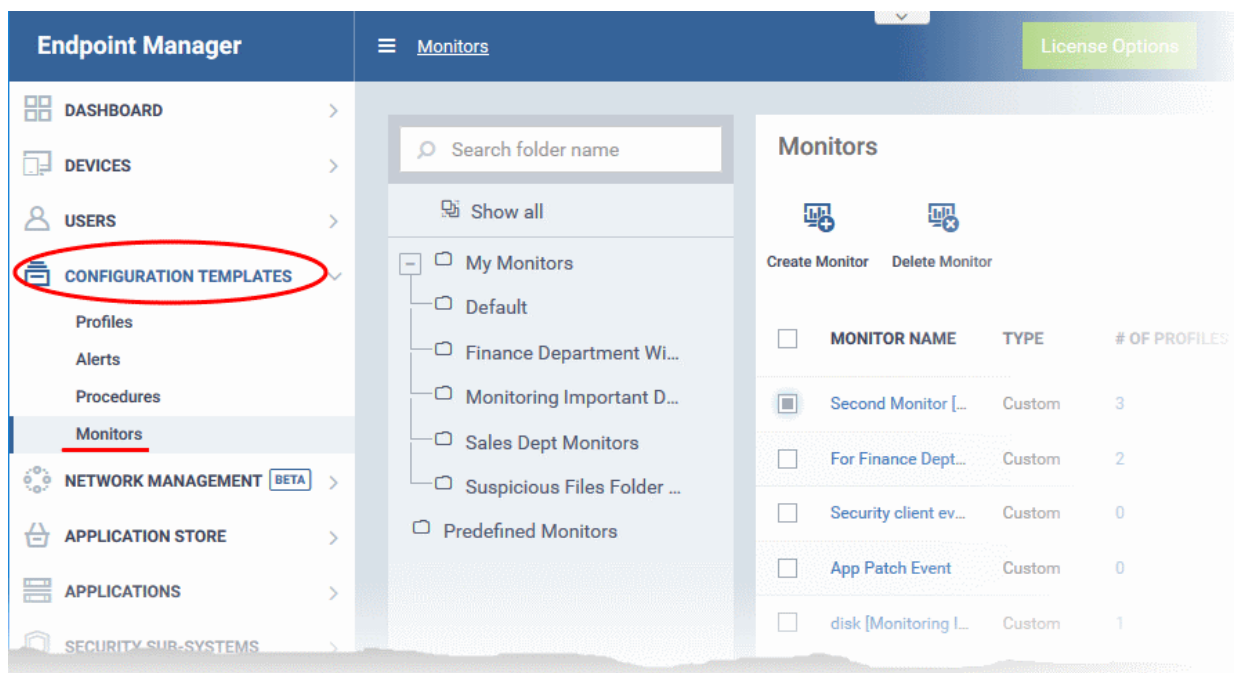 Endpoint Manager
Monitors
License Options
DASHBOARD
DEVICES
USERS
CONFIGURATION TEMPLATES
Profiles
Alerts
Procedures
Monitors
NETWORK MANAGEMENT BETA
APPLICATION STORE
APPLICATIONS
SECURITY SUB-SYSTEMS
Search folder name
Show all
My Monitors
Default
Finance Department Wi...
Monitoring Important D...
Sales Dept Monitors
Suspicious Files Folder ...
Predefined Monitors
Monitors
Create Monitor Delete Monitor
MONITOR NAME TYPE # OF PROFILES
Second Monitor [... Custom 3
For Finance Dept... Custom 2
Security client ev... Custom 0
App Patch Event Custom 0
disk [Monitoring I... Custom 1